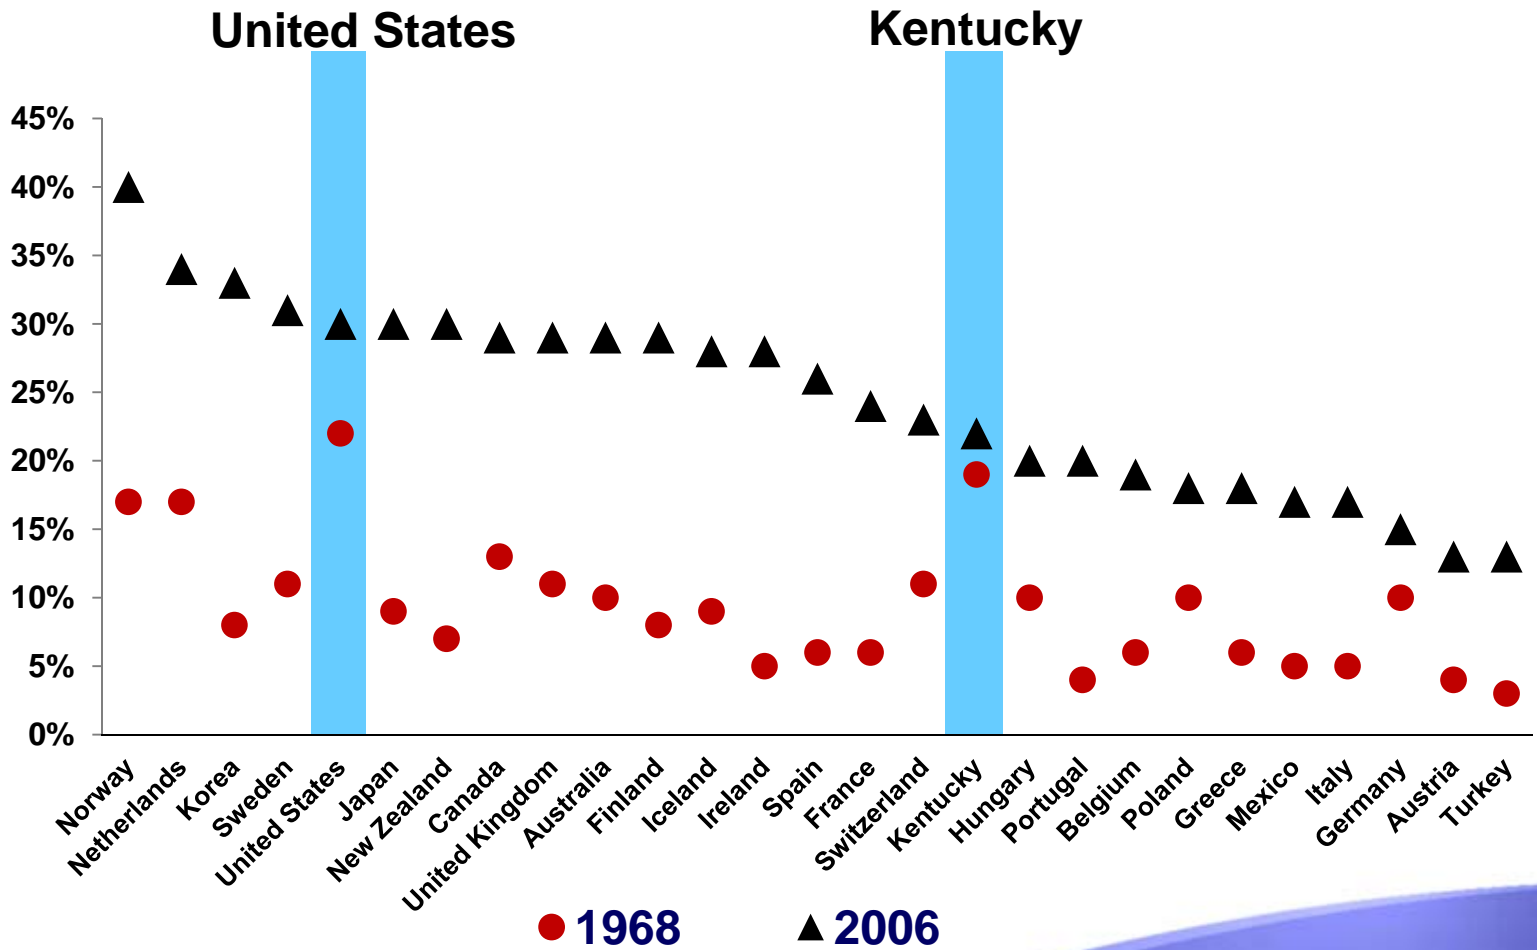 United States
Kentucky
45%
40%
35%
30%
25%
20%
15%
10%
5%
0%
Norway
Netherlands
Korea
Sweden
United States
Japan
New Zealand
Canada
United Kingdom
Australia
Finland
Iceland
Ireland
Spain
France
Switzerland
Kentucky
Hungary
Portugal
Belgium
Poland
Greece
Mexico
Italy
Germany
Austria
Turkey
1968
2006